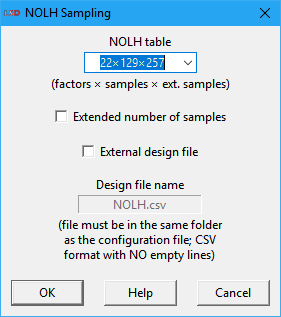 NOLH Sampling
NOLH table
22×129×257
(factors × samples × ext. samples)
Extended number of samples
External design file
Design file name
NOLH.csv
(file must be in the same folder
as the configuration file; CSV
format with NO empty lines)
OK
Help
Cancel